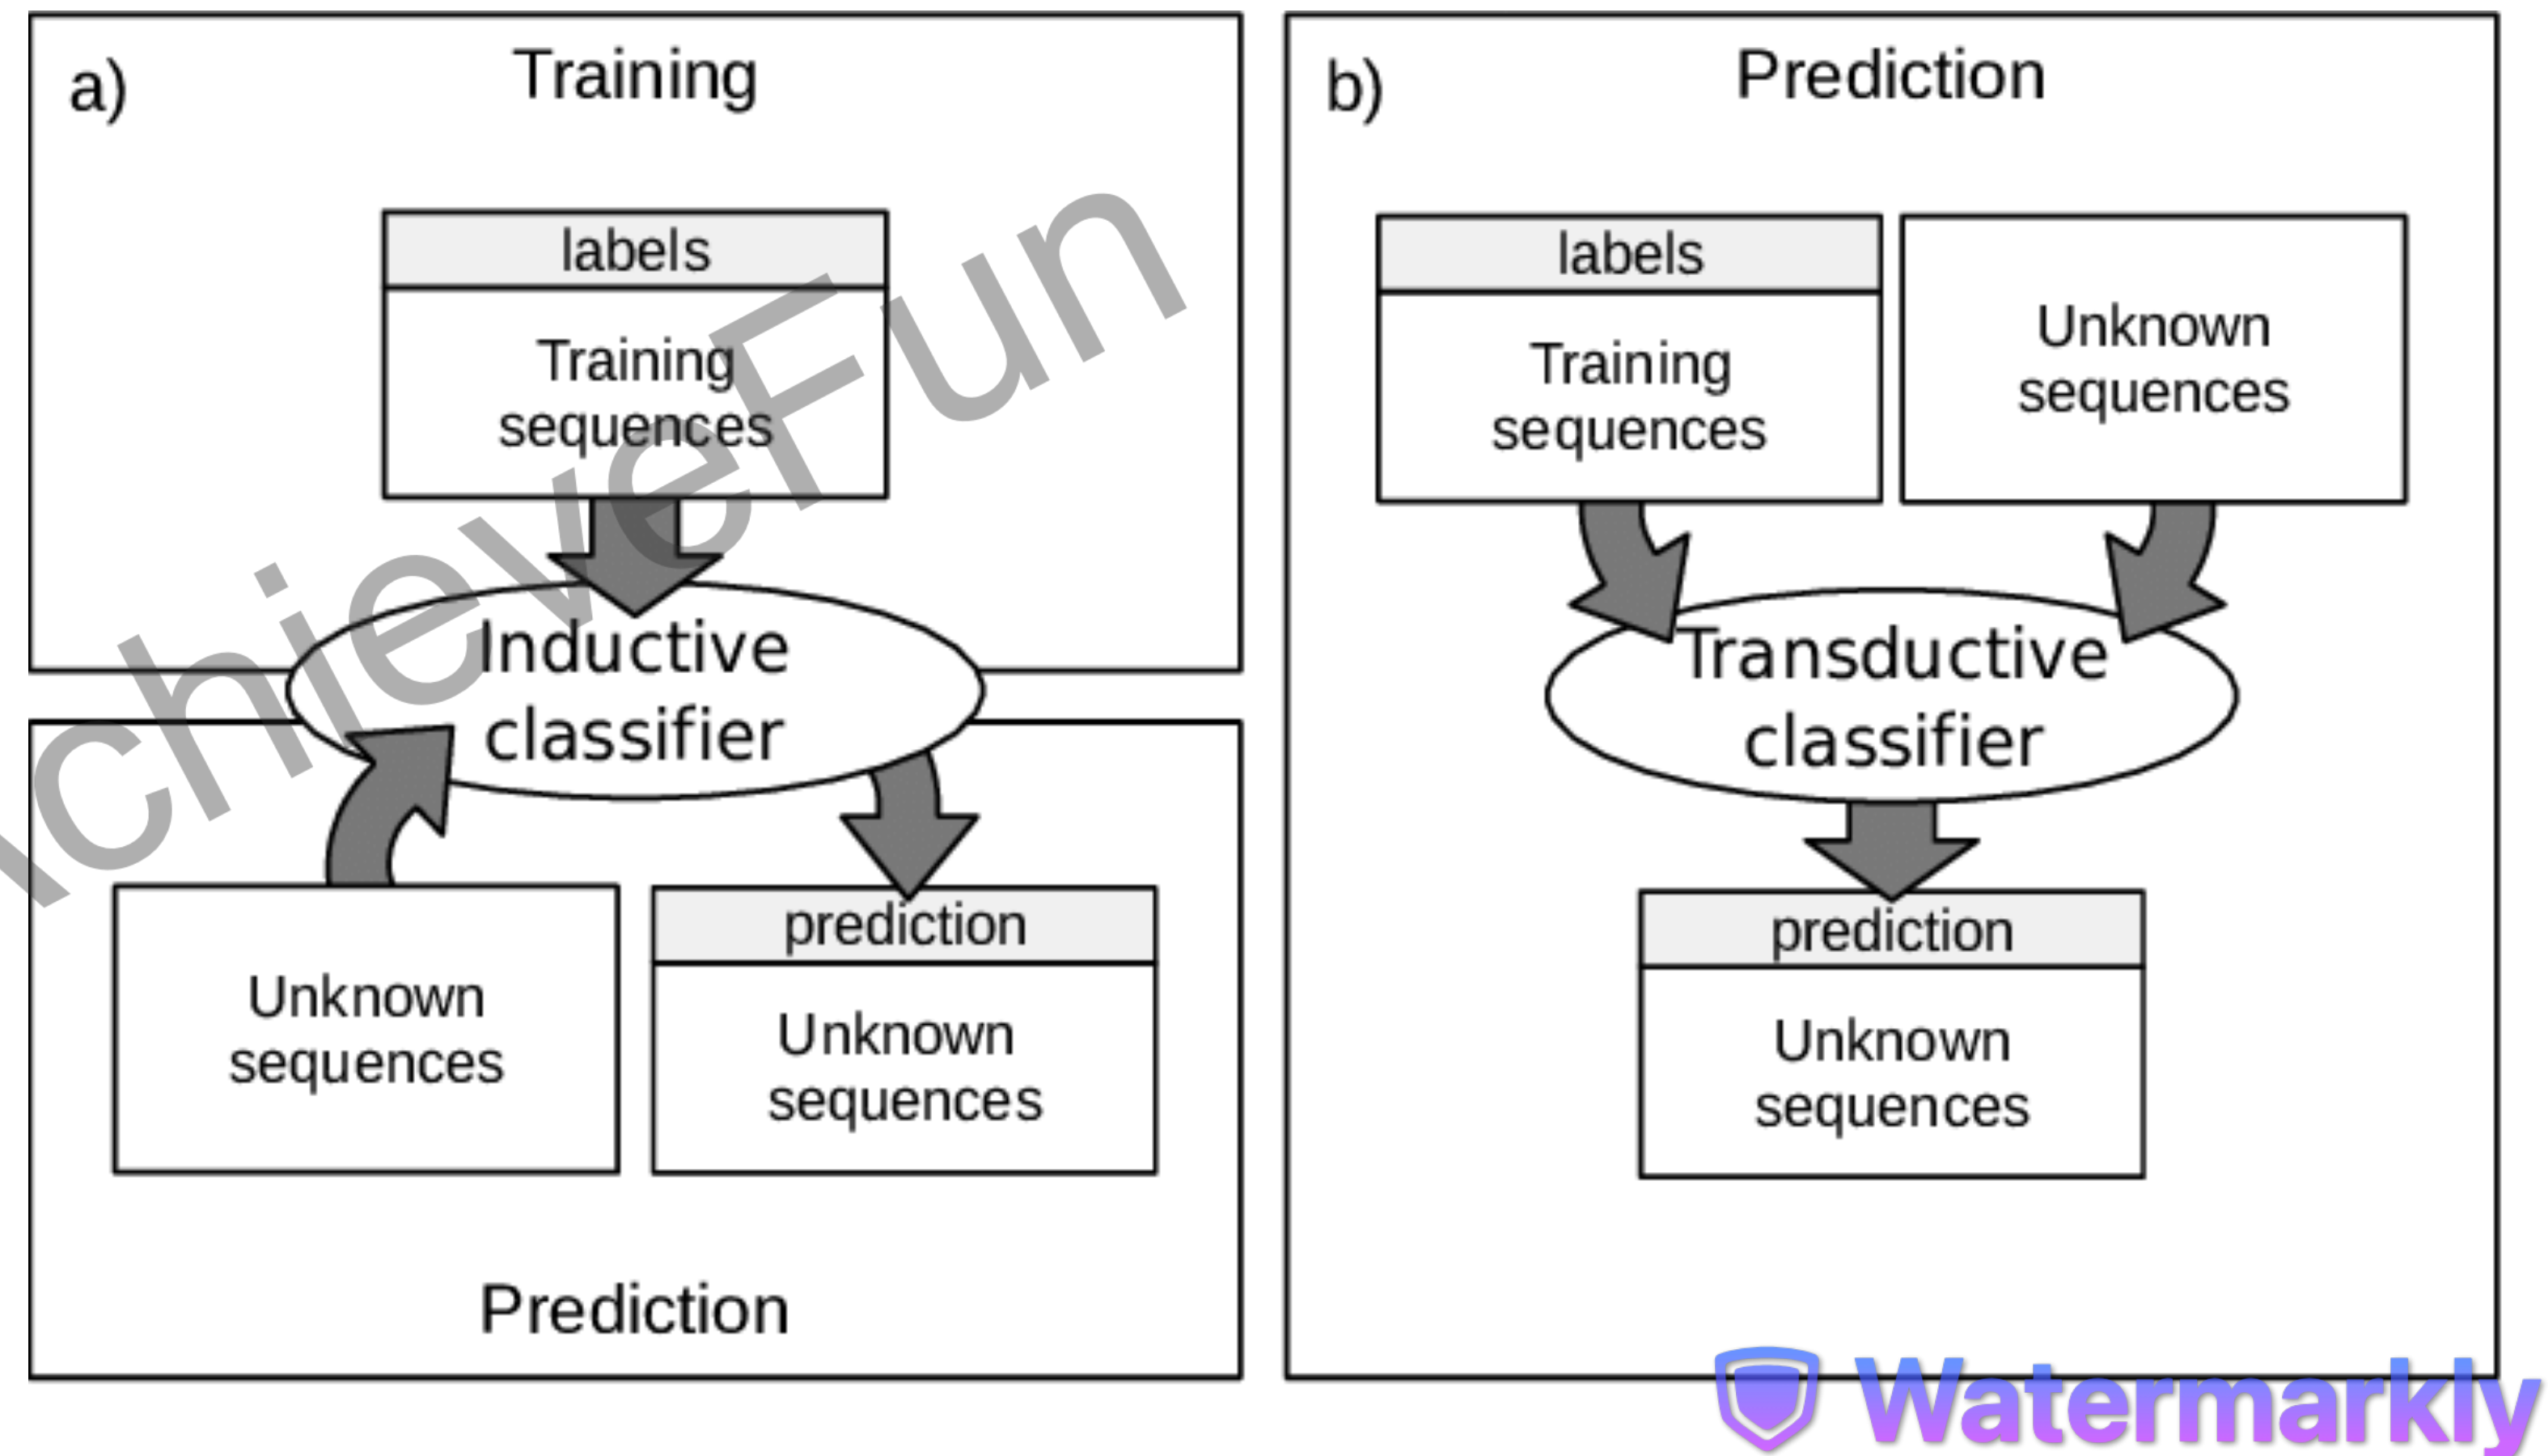 a)
Training
labels
Training
sequences
Inductive
classifier
Unknown
sequences
prediction
Unknown
sequences
Prediction
b)
Prediction
labels
Training
sequences
Unknown
sequences
Transductive
classifier
prediction
Unknown
sequences
AchieveFun
Watermarkly